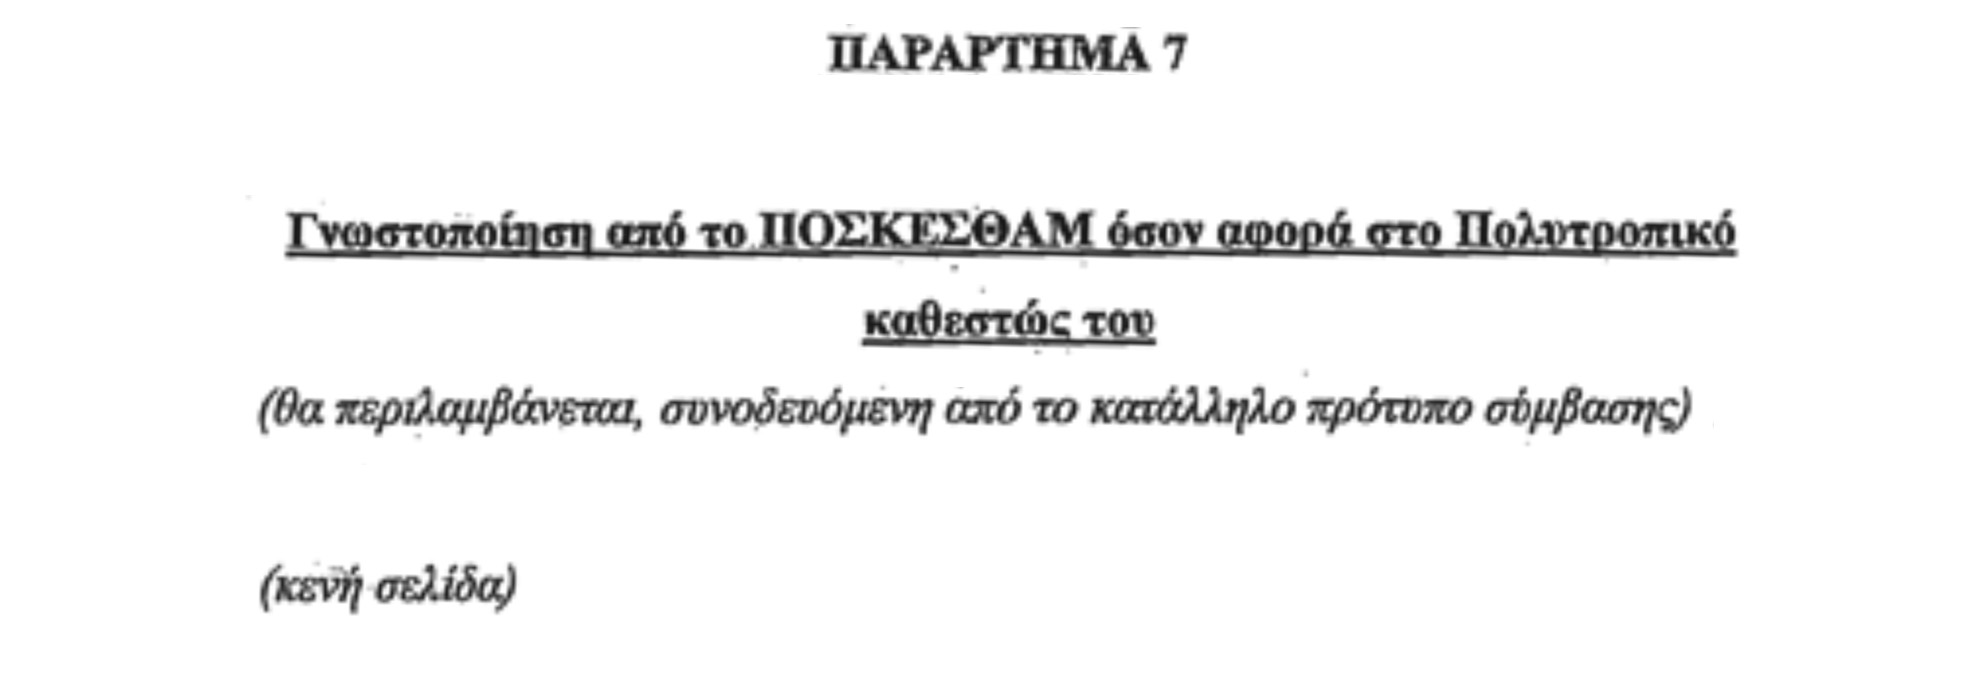 ΠΑΡΑΡΤΗΜΑ 7
Γνωστοποίηση από το ΠΟΣΚΕΣΘΑΜ όσον αφορά στο Πολυτροπικό
καθεστώς του
(θα περιλαμβάνεται, συνοδευόμενη από το κατάλληλο πρότυπο σύμβασης)
(κενή σελίδα)